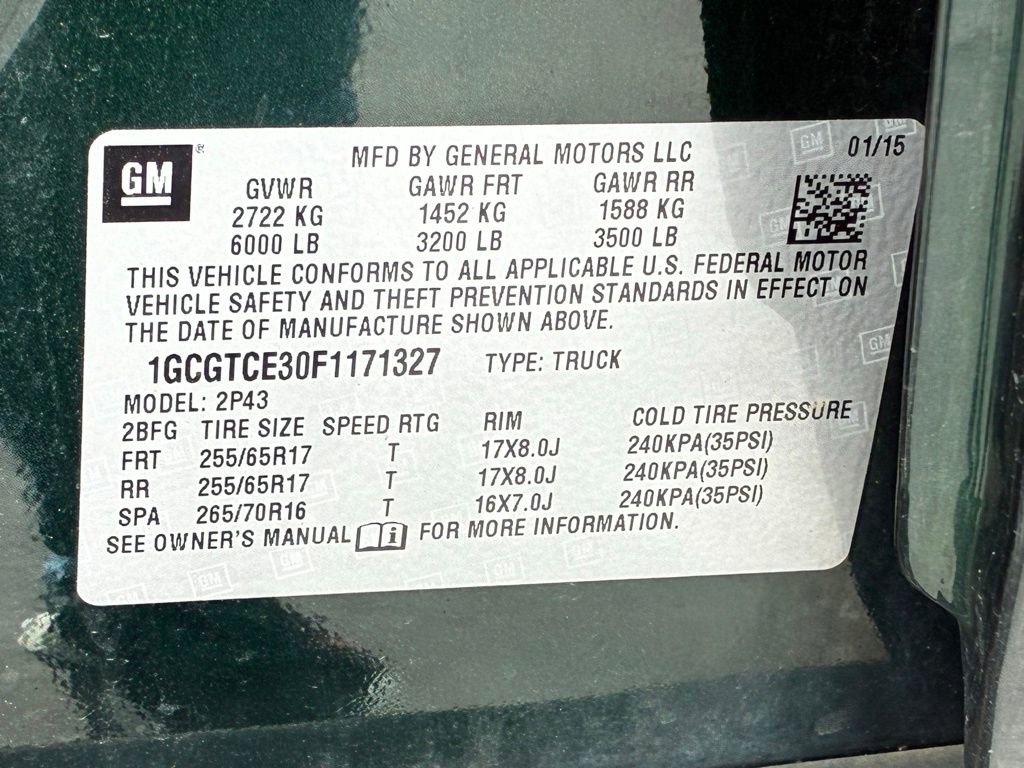 GM
MFD BY GENERAL MOTORS LLC 01/15
GVWR GAWR FRT GAWR RR
2722 KG 1452 KG 1588 KG
6000 LB 3200 LB 3500 LB
THIS VEHICLE CONFORMS TO ALL APPLICABLE U.S. FEDERAL MOTOR
VEHICLE SAFETY AND THEFT PREVENTION STANDARDS IN EFFECT ON
THE DATE OF MANUFACTURE SHOWN ABOVE.
1GCGTCE30F1171327 TYPE: TRUCK
MODEL: 2P43
2BFG TIRE SIZE SPEED RTG RIM COLD TIRE PRESSURE
FRT 255/65R17 T 17X8.0J 240KPA(35PSI)
RR 255/65R17 T 17X8.0J 240KPA(35PSI)
SPA 265/70R16 T 16X7.0J 240KPA(35PSI)
SEE OWNER'S MANUAL FOR MORE INFORMATION.